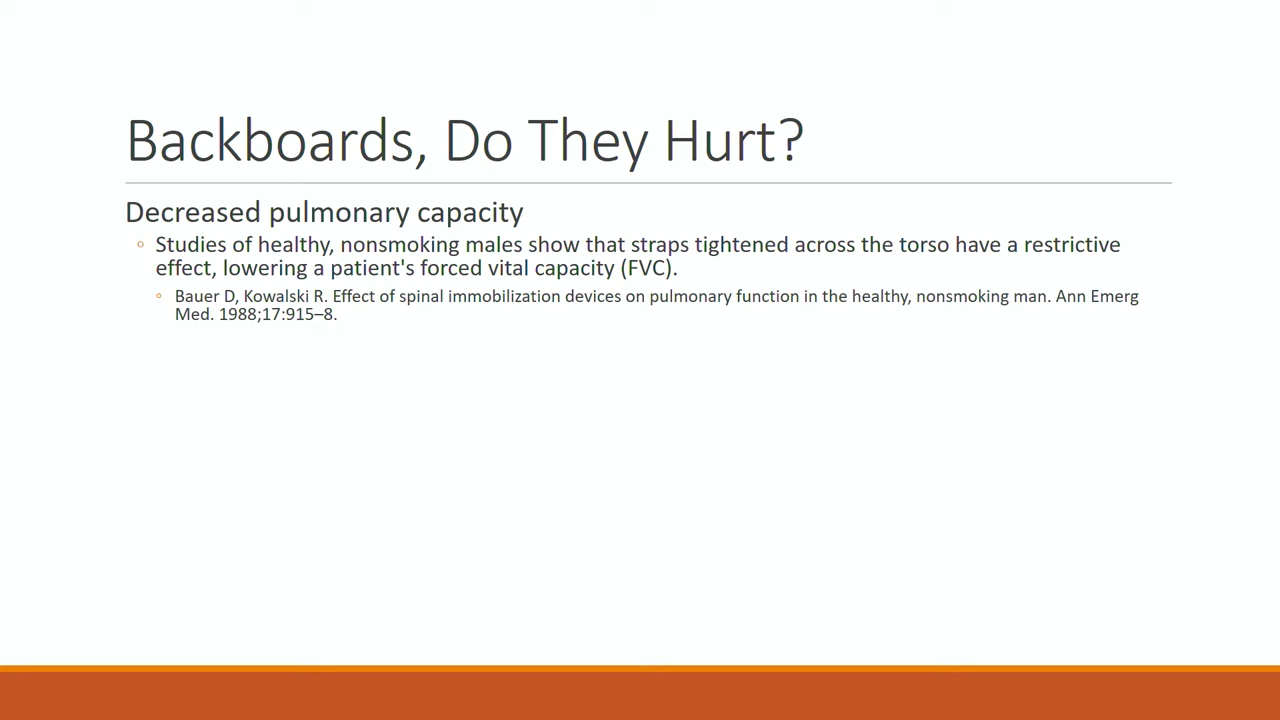 Backboards, Do They Hurt?
Decreased pulmonary capacity
◦ Studies of healthy, nonsmoking males show that straps tightened across the torso have a restrictive
effect, lowering a patient's forced vital capacity (FVC).
◦ Bauer D, Kowalski R. Effect of spinal immobilization devices on pulmonary function in the healthy, nonsmoking man. Ann Emerg
Med. 1988;17:915–8.